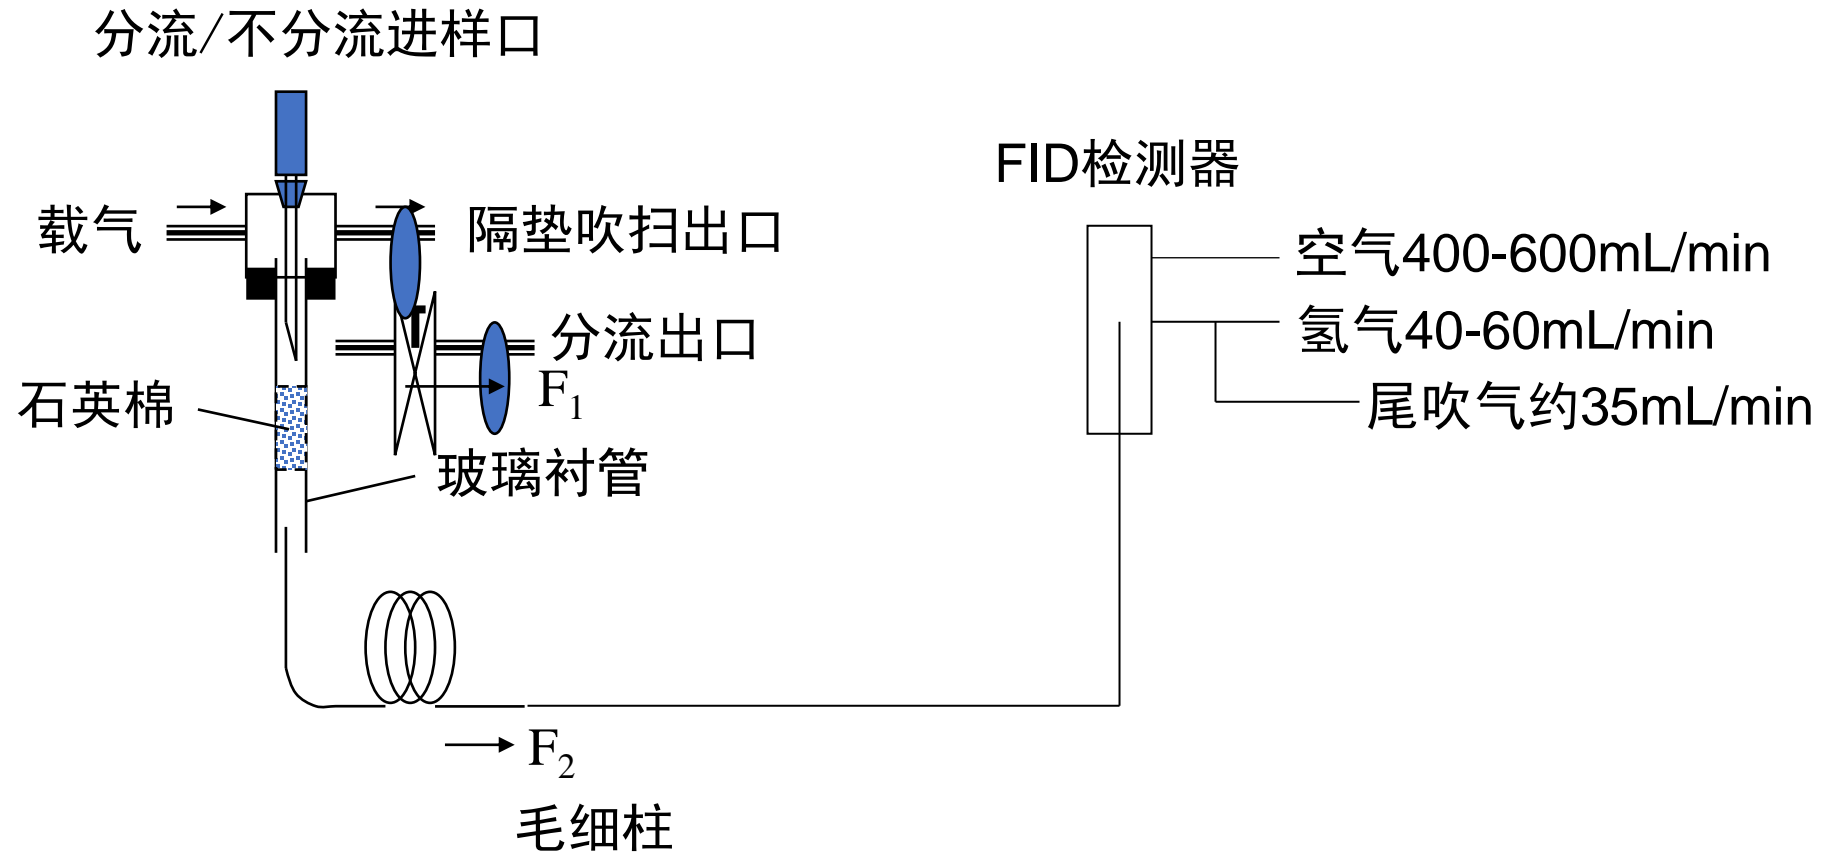 分流/不分流进样口
FID检测器
载气
隔垫吹扫出口
空气400-600mL/min
分流出口
氢气40-60mL/min
F1
石英棉
尾吹气约35mL/min
玻璃衬管
F2
毛细柱